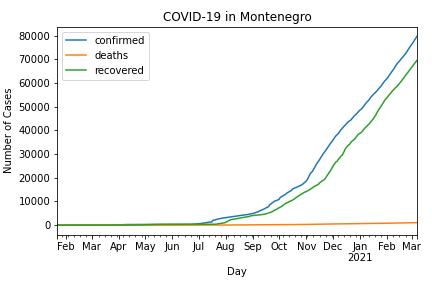 COVID-19 in Montenegro
confirmed
deaths
recovered
Number of Cases
80000
70000
60000
50000
40000
30000
20000
10000
0
Feb Mar Apr May Jun Jul Aug Sep Oct Nov Dec Jan Feb Mar
2021
Day